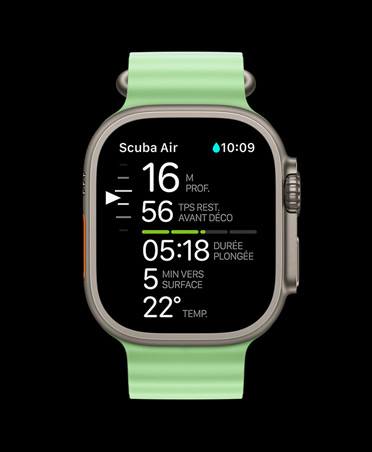 Scuba Air 10:09
16 M
PROF.
56 TPS REST.
AVANT DÉCO
05:18 DURÉE
PLONGÉE
5 MIN VERS
SURFACE
22° TEMP.